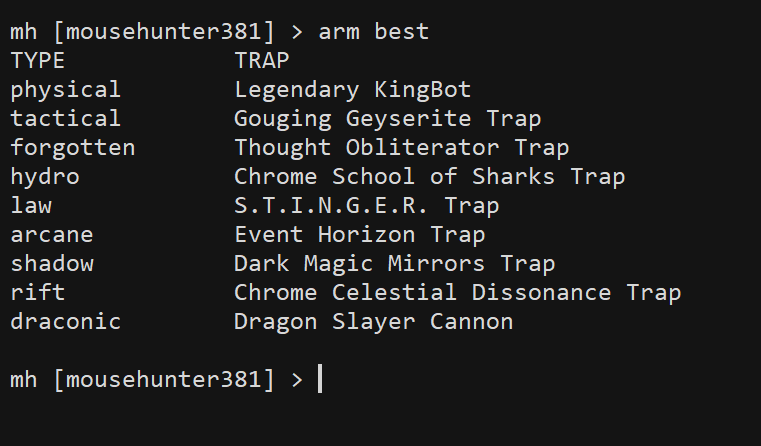 mh [mousehunter381] > arm best
TYPE TRAP
physical Legendary KingBot
tactical Gouging Geyserite Trap
forgotten Thought Obliterator Trap
hydro Chrome School of Sharks Trap
law S.T.I.N.G.E.R. Trap
arcane Event Horizon Trap
shadow Dark Magic Mirrors Trap
rift Chrome Celestial Dissonance Trap
draconic Dragon Slayer Cannon
mh [mousehunter381] >